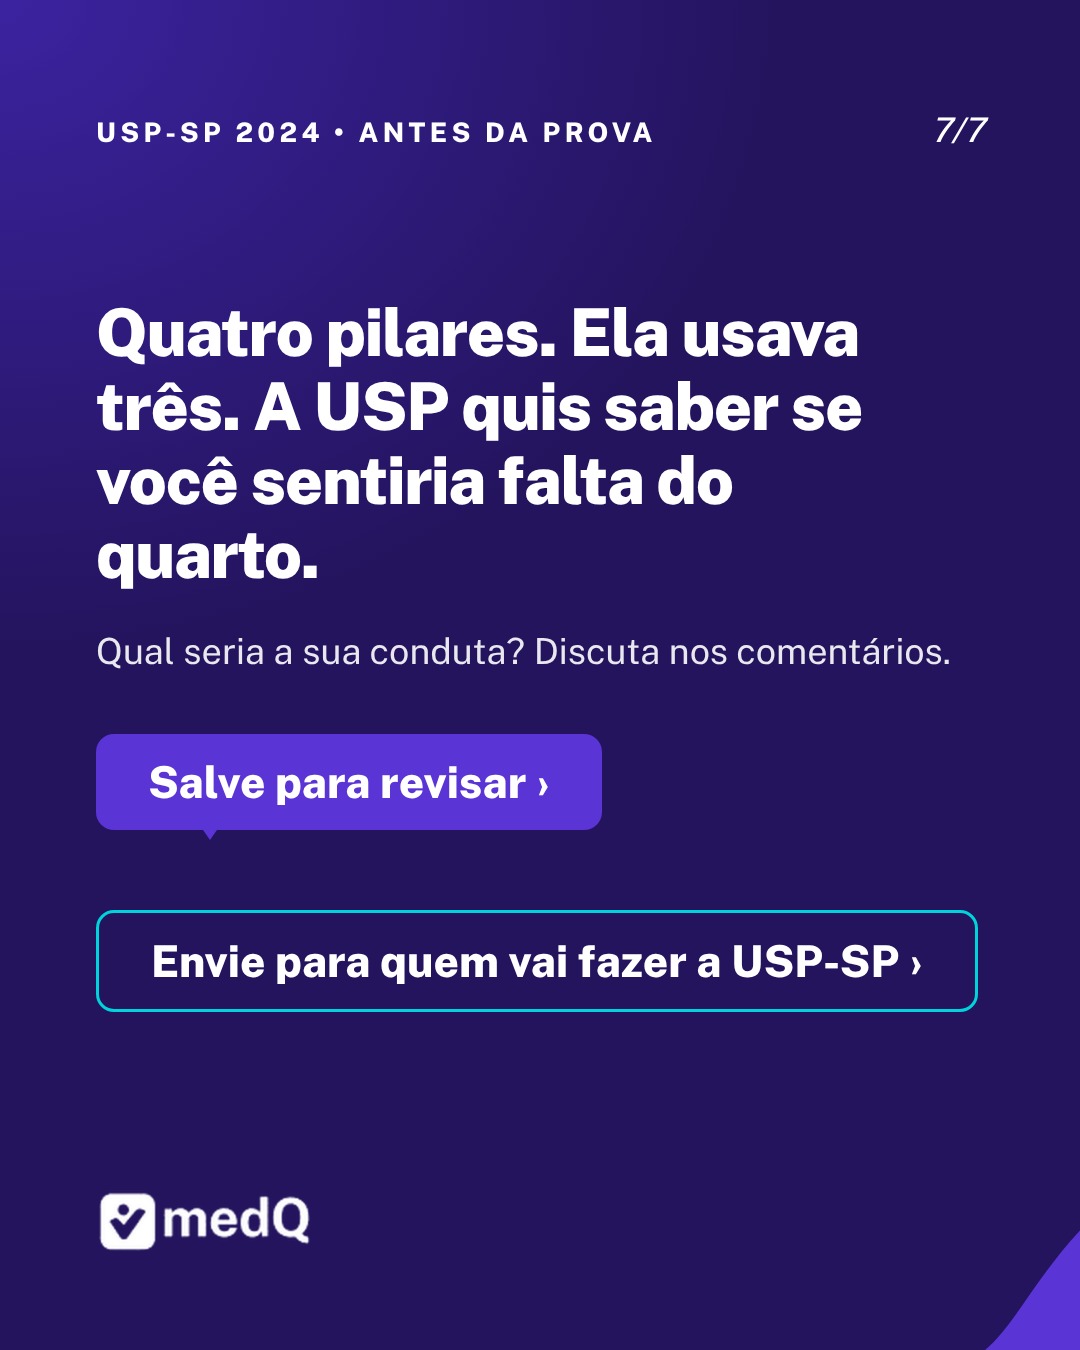 USP-SP 2024 • ANTES DA PROVA
7/7
Quatro pilares. Ela usava
três. A USP quis saber se
você sentiria falta do
quarto.
Qual seria a sua conduta? Discuta nos comentários.
Salve para revisar ›
Envie para quem vai fazer a USP-SP ›
medQ